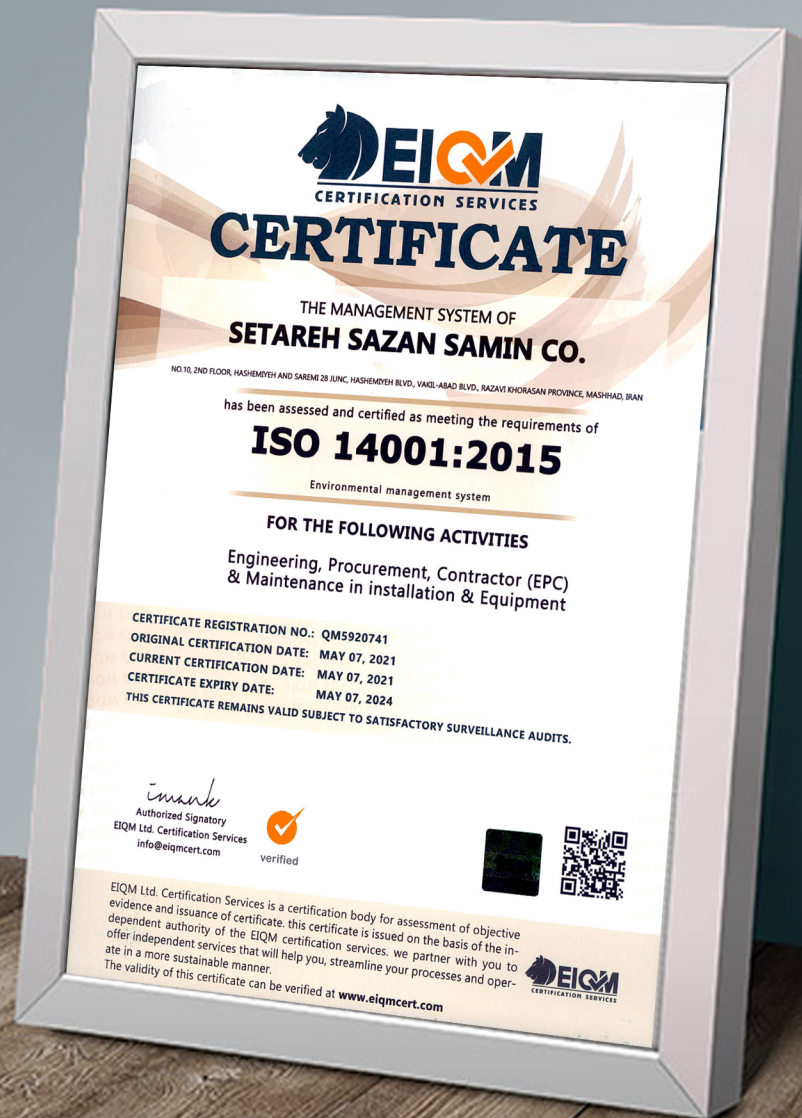 EIQM
CERTIFICATION SERVICES
CERTIFICATE
THE MANAGEMENT SYSTEM OF
SETAREH SAZAN SAMIN CO.
NO.10, 2ND FLOOR, HASHEMIYEH AND SAREMI 28 JUNC, HASHEMIYEH BLVD., VAKIL-ABAD BLVD., RAZAVI KHORASAN PROVINCE, MASHHAD, IRAN
has been assessed and certified as meeting the requirements of
ISO 14001:2015
Environmental management system
FOR THE FOLLOWING ACTIVITIES
Engineering, Procurement, Contractor (EPC)
& Maintenance in installation & Equipment
CERTIFICATE REGISTRATION NO.: QM5920741
ORIGINAL CERTIFICATION DATE: MAY 07, 2021
CURRENT CERTIFICATION DATE: MAY 07, 2021
CERTIFICATE EXPIRY DATE: MAY 07, 2024
THIS CERTIFICATE REMAINS VALID SUBJECT TO SATISFACTORY SURVEILLANCE AUDITS.
Authorized Signatory
EIQM Ltd. Certification Services
info@eiqmcert.com
verified
EIQM Ltd. Certification Services is a certification body for assessment of objective
evidence and issuance of certificate. this certificate is issued on the basis of the in-
dependent authority of the EIQM certification services. we partner with you to
offer independent services that will help you, streamline your processes and oper-
ate in a more sustainable manner.
The validity of this certificate can be verified at www.eiqmcert.com
EIQM
CERTIFICATION SERVICES